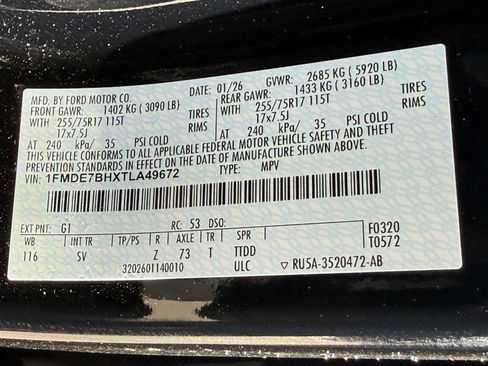 MFD. BY FORD MOTOR CO.
DATE: 01/26 GVWR: 2685 KG ( 5920 LB)
FRONT GAWR: 1402 KG ( 3090 LB) REAR GAWR: 1433 KG ( 3160 LB)
WITH 255/75R17 115T TIRES WITH 255/75R17 115T TIRES
17x7.5J RIMS 17x7.5J RIMS
AT 240 kPa/ 35 PSI COLD AT 240 kPa/ 35 PSI COLD
THIS VEHICLE CONFORMS TO ALL APPLICABLE FEDERAL MOTOR VEHICLE SAFETY AND THEFT
PREVENTION STANDARDS IN EFFECT ON THE DATE OF MANUFACTURE SHOWN ABOVE.
1FMDE7BHXTLA49672 TYPE: MPV
EXT PNT: G1 RC: 53 DSO: F0320
WB INT TR TP/PS R AXLE TR SPR T0572
116 SV Z 73 T TTDD
3202601140010 ULC RU5A-3520472-AB